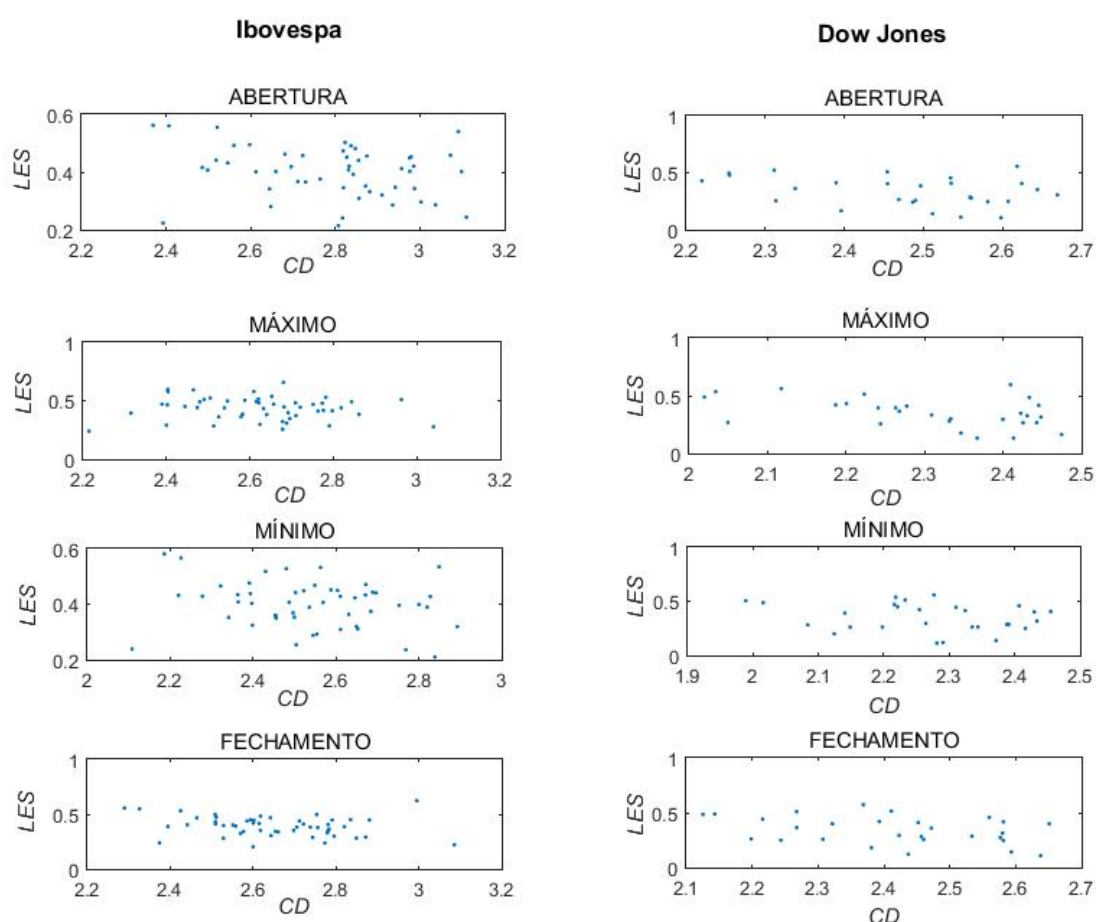 Ibovespa
ABERTURA
LES
0.6
0.4
0.2
2.2 2.4 2.6 2.8 3 3.2
CD
MÁXIMO
LES
1
0.5
0
2.2 2.4 2.6 2.8 3 3.2
CD
MÍNIMO
LES
0.6
0.4
0.2
2 2.2 2.4 2.6 2.8 3
CD
FECHAMENTO
LES
1
0.5
0
2.2 2.4 2.6 2.8 3 3.2
CD
Dow Jones
ABERTURA
LES
1
0.5
0
2.2 2.3 2.4 2.5 2.6 2.7
CD
MÁXIMO
LES
1
0.5
0
2 2.1 2.2 2.3 2.4 2.5
CD
MÍNIMO
LES
1
0.5
0
1.9 2 2.1 2.2 2.3 2.4 2.5
CD
FECHAMENTO
LES
1
0.5
0
2.1 2.2 2.3 2.4 2.5 2.6 2.7
CD